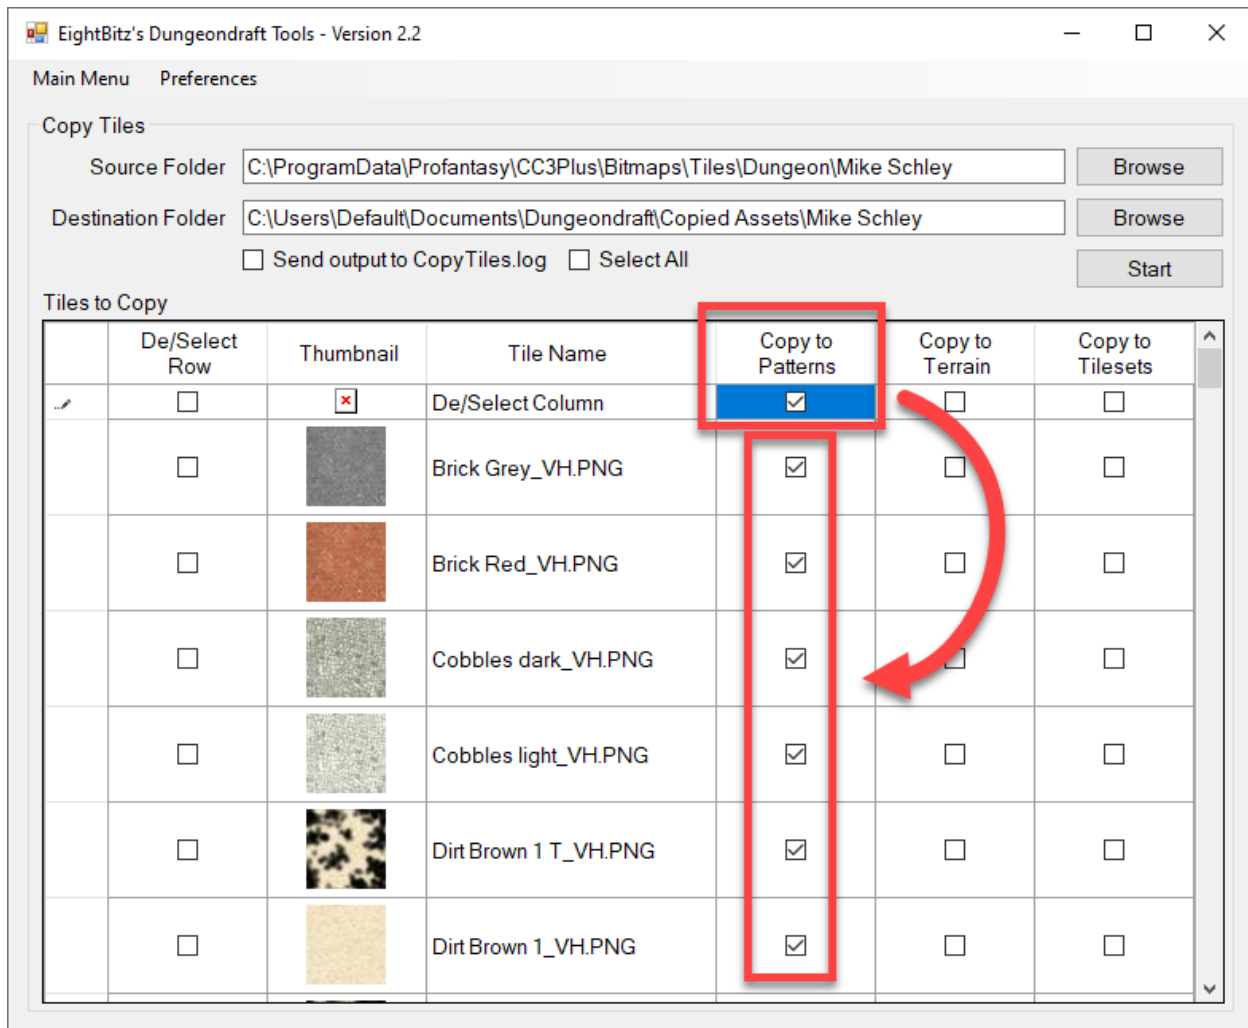 EightBitz's Dungeondraft Tools - Version 2.2
Main Menu Preferences
Copy Tiles
Source Folder C:\ProgramData\Profantasy\CC3Plus\Bitmaps\Tiles\Dungeon\Mike Schley Browse
Destination Folder C:\Users\Default\Documents\Dungeondraft\Copied Assets\Mike Schley Browse
Send output to CopyTiles.log Select All Start
Tiles to Copy
De/Select Row Thumbnail Tile Name Copy to Patterns Copy to Terrain Copy to Tilesets
De/Select Column
Brick Grey_VH.PNG
Brick Red_VH.PNG
Cobbles dark_VH.PNG
Cobbles light_VH.PNG
Dirt Brown 1 T_VH.PNG
Dirt Brown 1_VH.PNG